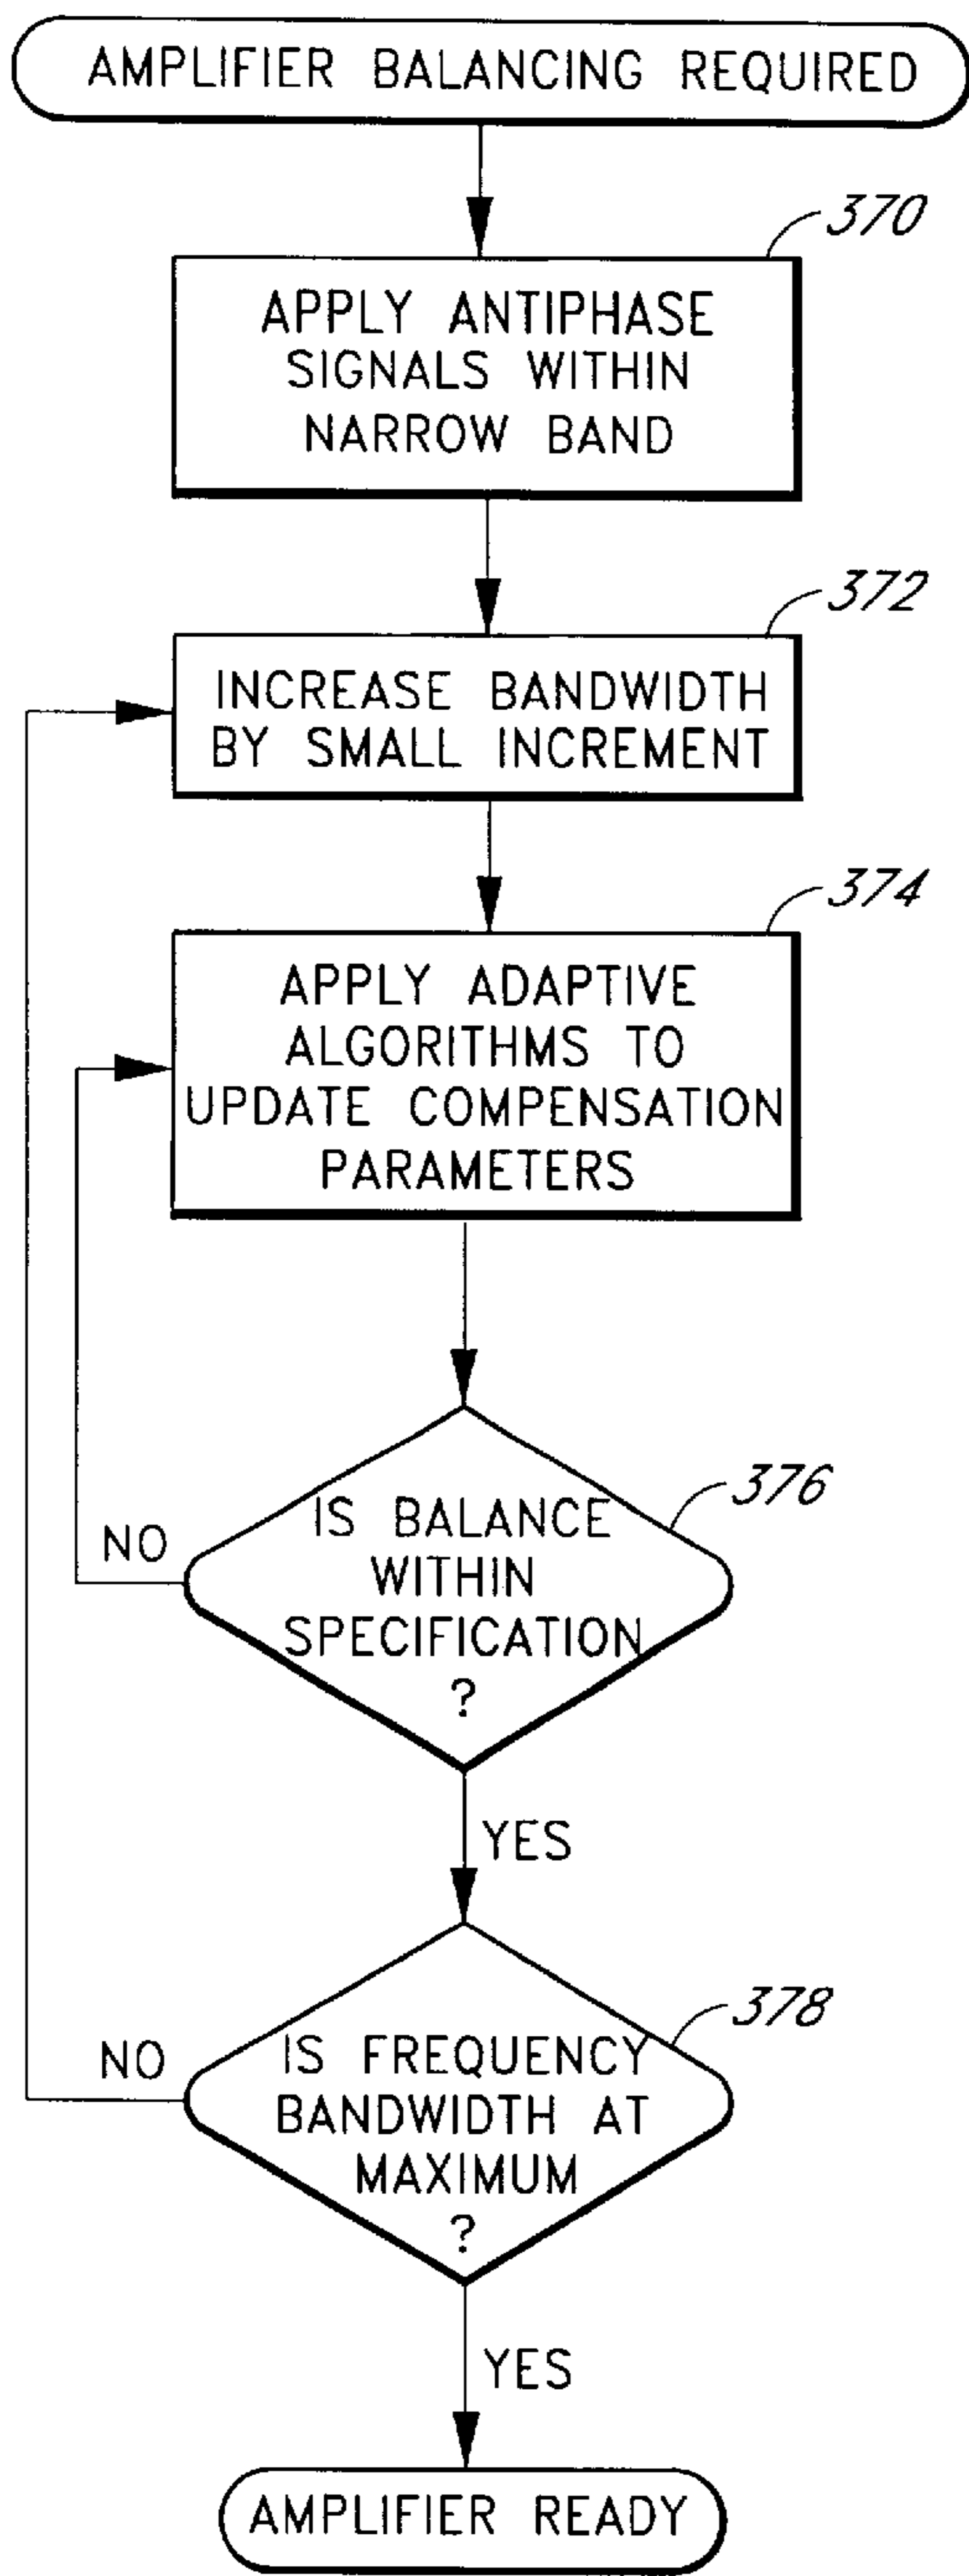 AMPLIFIER BALANCING REQUIRED
370
APPLY ANTIPHASE
SIGNALS WITHIN
NARROW BAND
372
INCREASE BANDWIDTH
BY SMALL INCREMENT
374
APPLY ADAPTIVE
ALGORITHMS TO
UPDATE COMPENSATION
PARAMETERS
376
IS BALANCE
WITHIN
SPECIFICATION
?
NO
YES
378
IS FREQUENCY
BANDWIDTH AT
MAXIMUM
?
NO
YES
AMPLIFIER READY